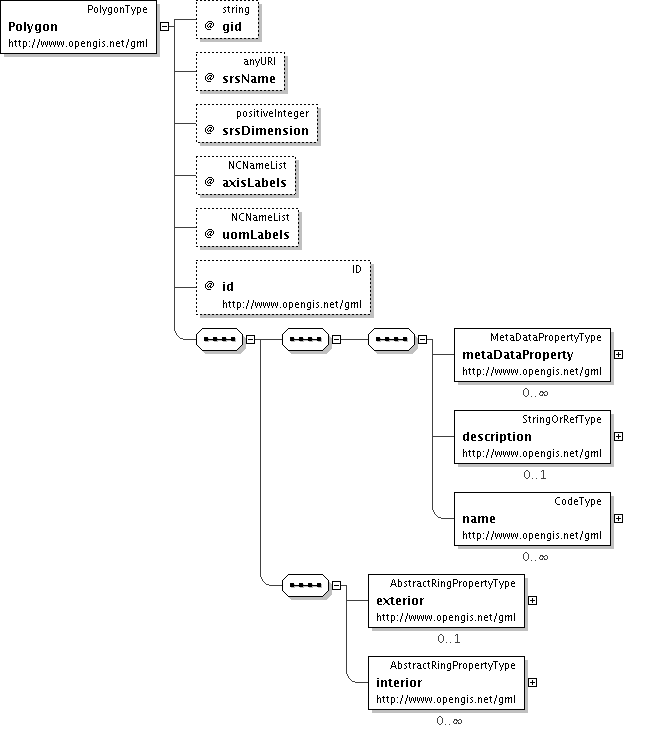 PolygonType
Polygon
http://www.opengis.net/gml
string
@ gid
anyURI
@ srsName
positiveInteger
@ srsDimension
NCNameList
@ axisLabels
NCNameList
@ uomLabels
ID
@ id
http://www.opengis.net/gml
MetaDataPropertyType
metaDataProperty
http://www.opengis.net/gml
0..∞
StringOrRefType
description
http://www.opengis.net/gml
0..1
CodeType
name
http://www.opengis.net/gml
0..∞
AbstractRingPropertyType
exterior
http://www.opengis.net/gml
0..1
AbstractRingPropertyType
interior
http://www.opengis.net/gml
0..∞